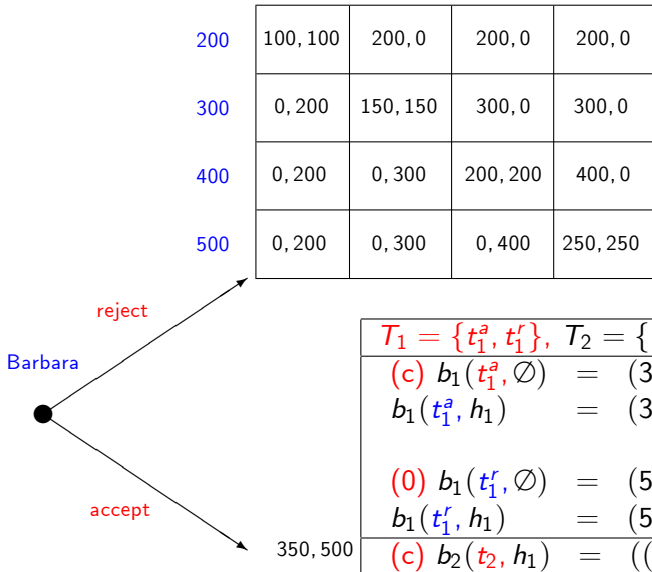 200 100, 100 200, 0 200, 0 200, 0
300 0, 200 150, 150 300, 0 300, 0
400 0, 200 0, 300 200, 200 400, 0
500 0, 200 0, 300 0, 400 250, 250
reject
Barbara
accept
350, 500
T₁ = {t₁ᵃ, t₁ʳ}, T₂ = {
(c) b₁(t₁ᵃ, ∅) = (3
b₁(t₁ᵃ, h₁) = (3
(0) b₁(t₁ʳ, ∅) = (5
b₁(t₁ʳ, h₁) = (5
(c) b₂(t₂, h₁) = ((